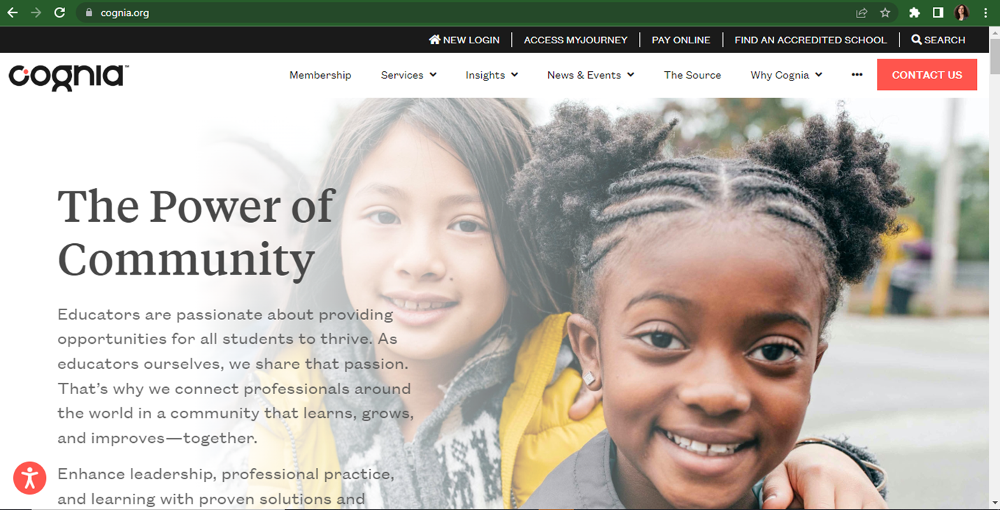 cognia.org
NEW LOGIN ACCESS MYJOURNEY PAY ONLINE FIND AN ACCREDITED SCHOOL SEARCH
cognia™ Membership Services Insights News & Events The Source Why Cognia ••• CONTACT US
The Power of
Community
Educators are passionate about providing
opportunities for all students to thrive. As
educators ourselves, we share that passion.
That’s why we connect professionals around
the world in a community that learns, grows,
and improves—together.
Enhance leadership, professional practice,
and learning with proven solutions and